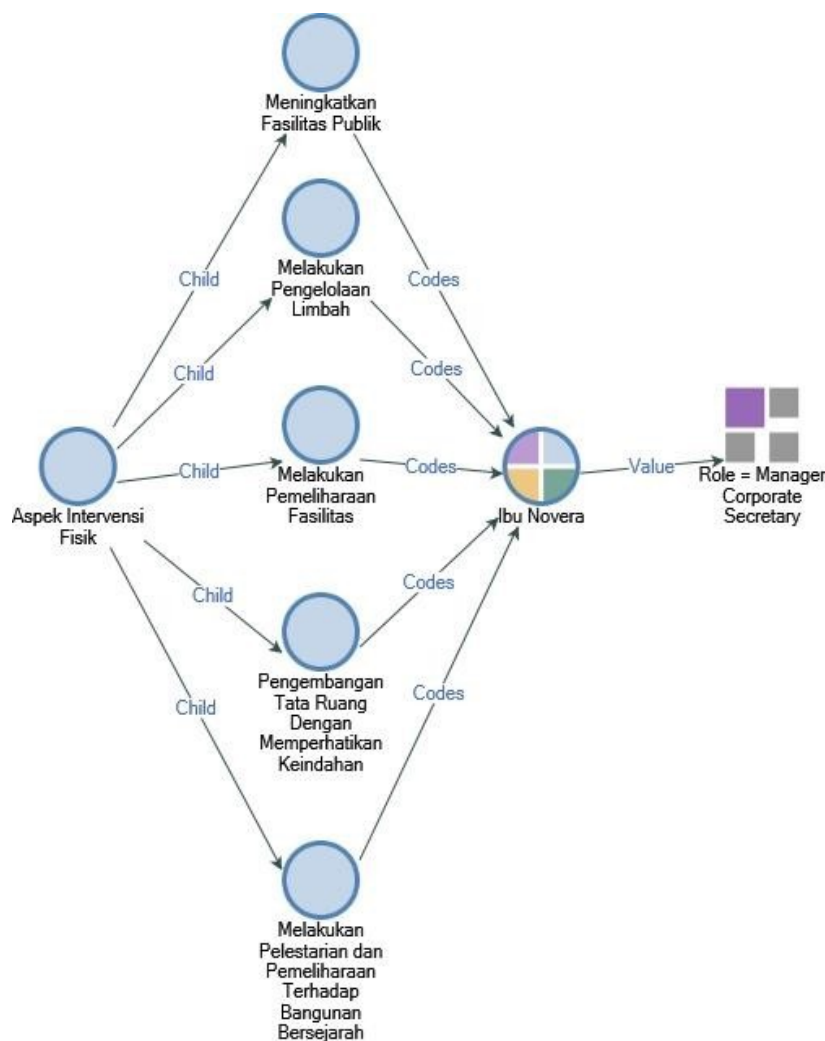 Meningkatkan
Fasilitas Publik
Child
Codes
Melakukan
Pengelolaan
Limbah
Child
Codes
Aspek Intervensi
Fisik
Child
Melakukan
Pemeliharaan
Fasilitas
Codes
Ibu Novera
Value
Role = Manager
Corporate
Secretary
Child
Codes
Pengembangan
Tata Ruang
Dengan
Memperhatikan
Keindahan
Child
Codes
Melakukan
Pelestarian dan
Pemeliharaan
Terhadap
Bangunan
Bersejarah